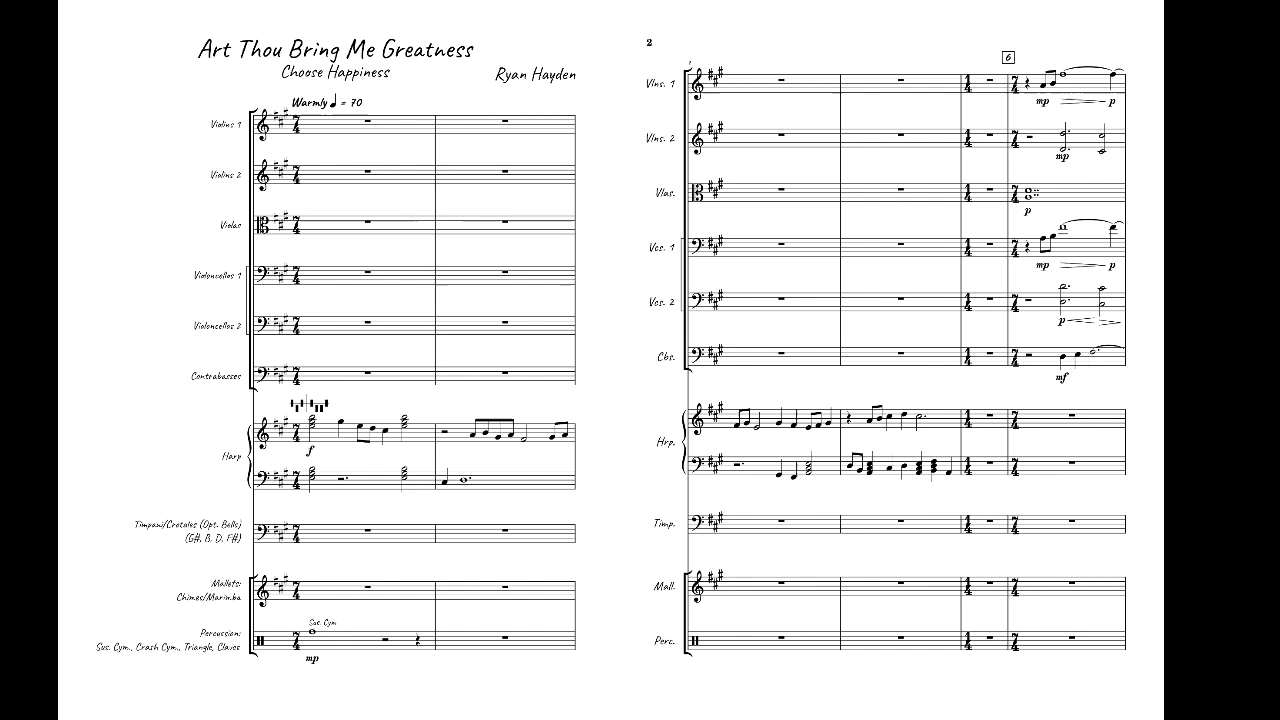 Art Thou Bring Me Greatness
Choose Happiness
Ryan Hayden
Warmly ♩ = 70
Violins 1
Violins 2
Violas
Violoncellos 1
Violoncellos 2
Contrabasses
Harp
f
Timpani/Crotales (Opt. Bells)
(G#, B, D, F#)
Mallets:
Chimes/Marimba
Percussion:
Sus. Cym., Crash Cym., Triangle, Claves
Sus. Cym
mp
2
6
Vlns. 1
mp p
Vlns. 2
mp
Vlas.
p
Vcs. 1
mp p
Vcs. 2
p
Cbs.
mf
Hrp.
Timp.
Mall.
Perc.